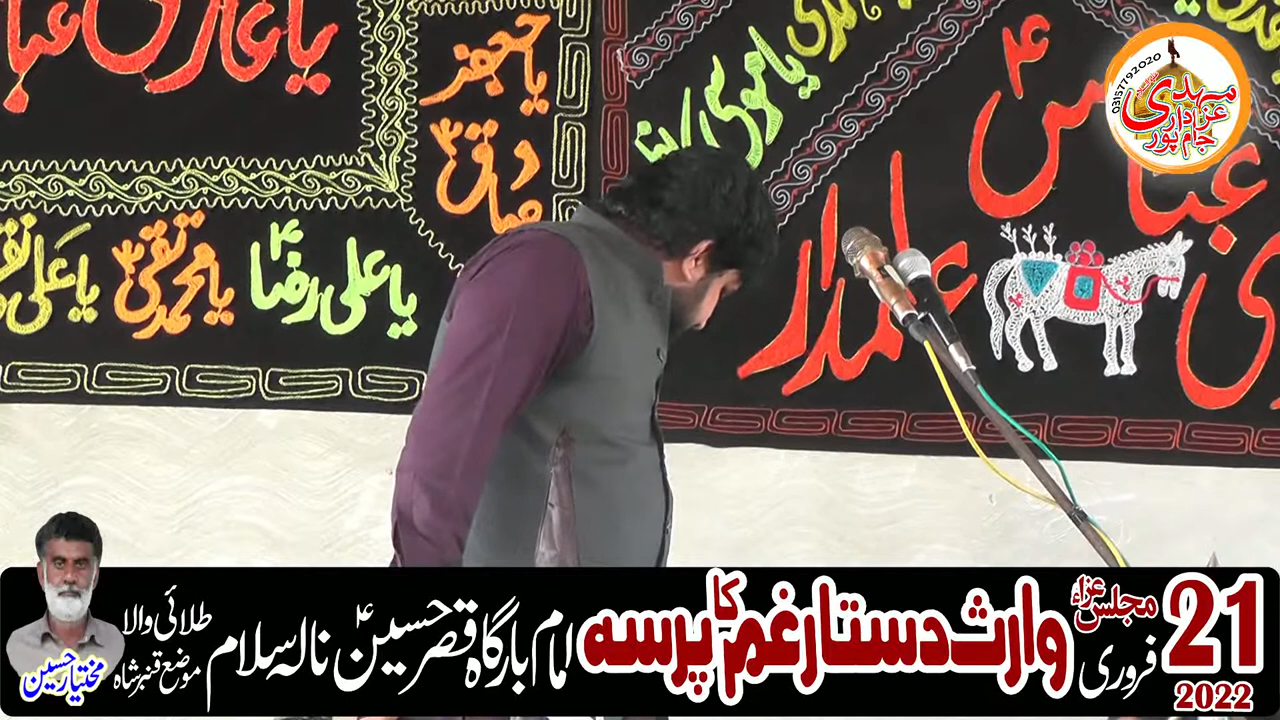 یا غازی عبا
یا جعفر
صادق
یا علی رضا
یا محمد تقی
یا علی نقی
یا موسیٰ
عباس
علمدار
مہدی
عزادار
جام پور
03157792020
21
فروری
2022
مجلس عزاء
وارث دستار غم کا پرسہ
امام بارگاہ قصر حسینؑ نالہ سلام
طلائی والا
موضع قنبر شاہ
مختیار حسین